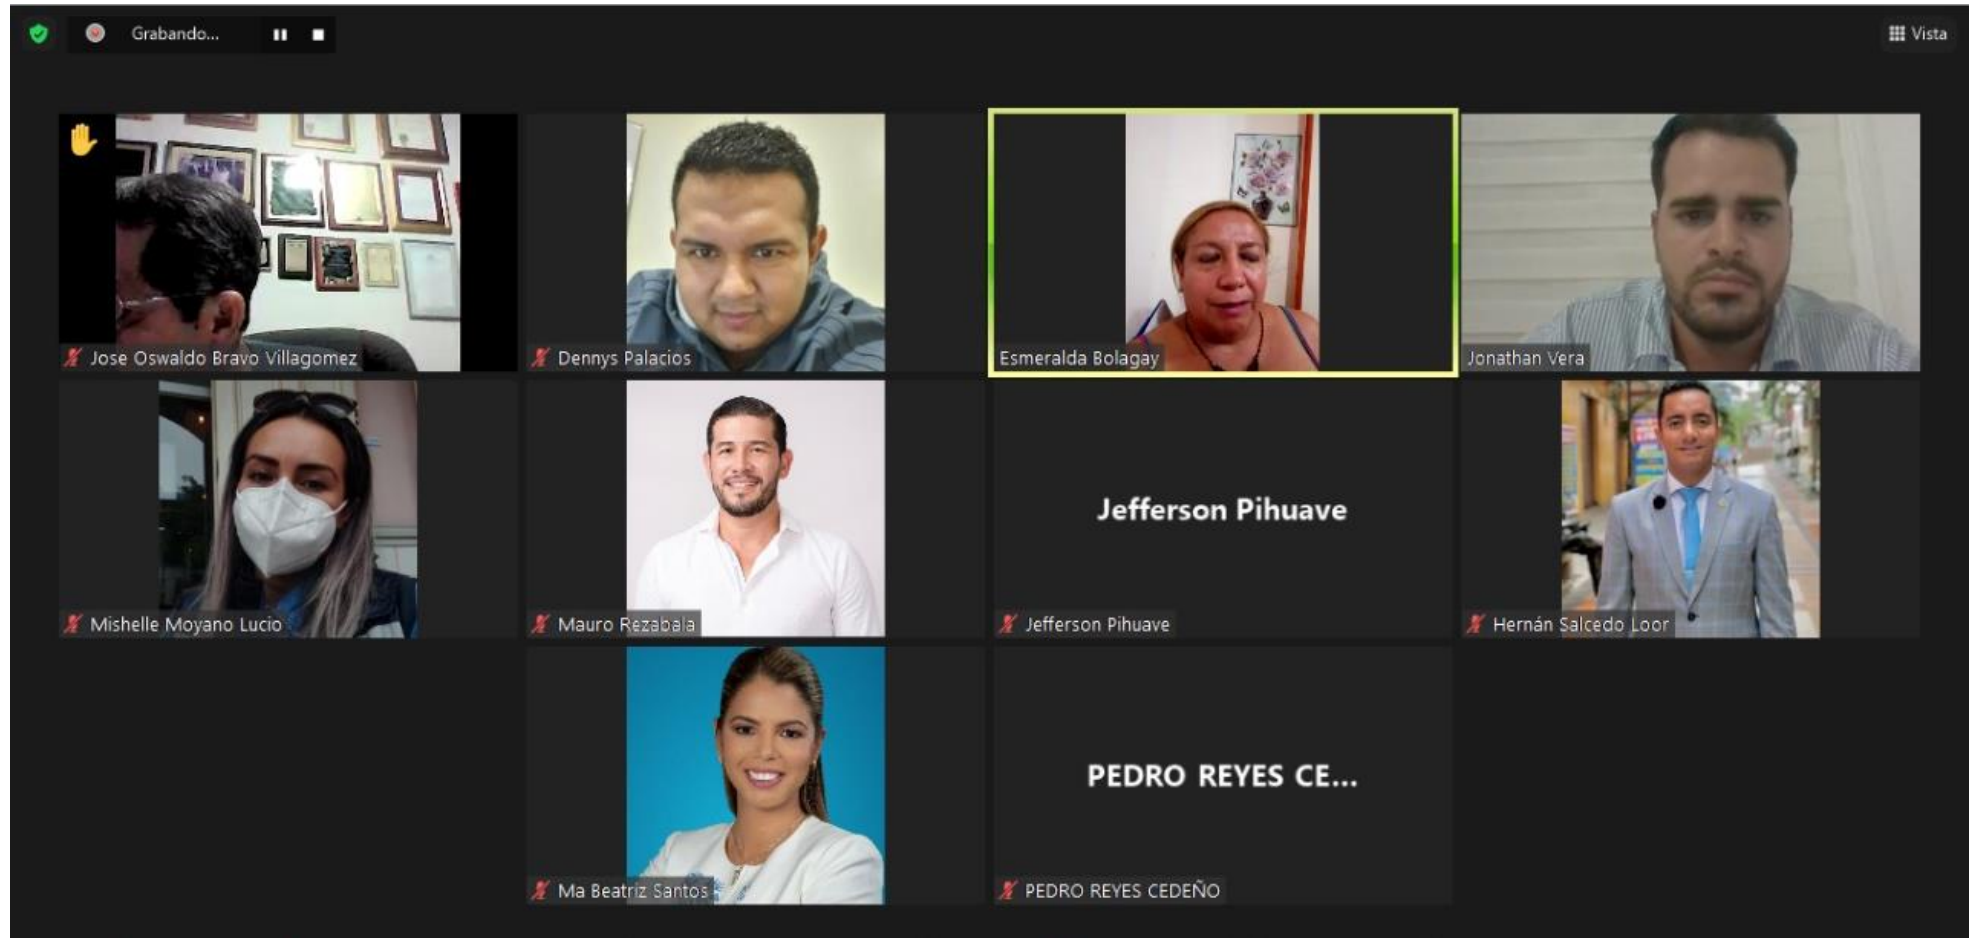 Grabando...
Vista
Jose Oswaldo Bravo Villagomez
Dennys Palacios
Esmeralda Bolagay
Jonathan Vera
Jefferson Pihuave
Mishelle Moyano Lucio
Mauro Rezabala
Jefferson Pihuave
Hernán Salcedo Loor
PEDRO REYES CE...
Ma Beatriz Santos
PEDRO REYES CEDEÑO